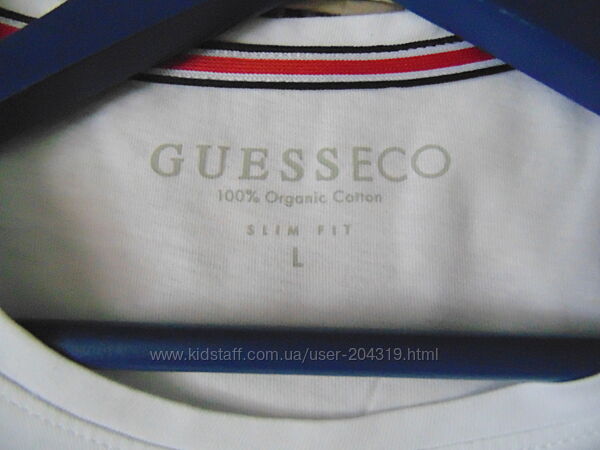 GUESSECO
100% Organic Cotton
SLIM FIT
L
www.kidstaff.com.ua/user-204319.html